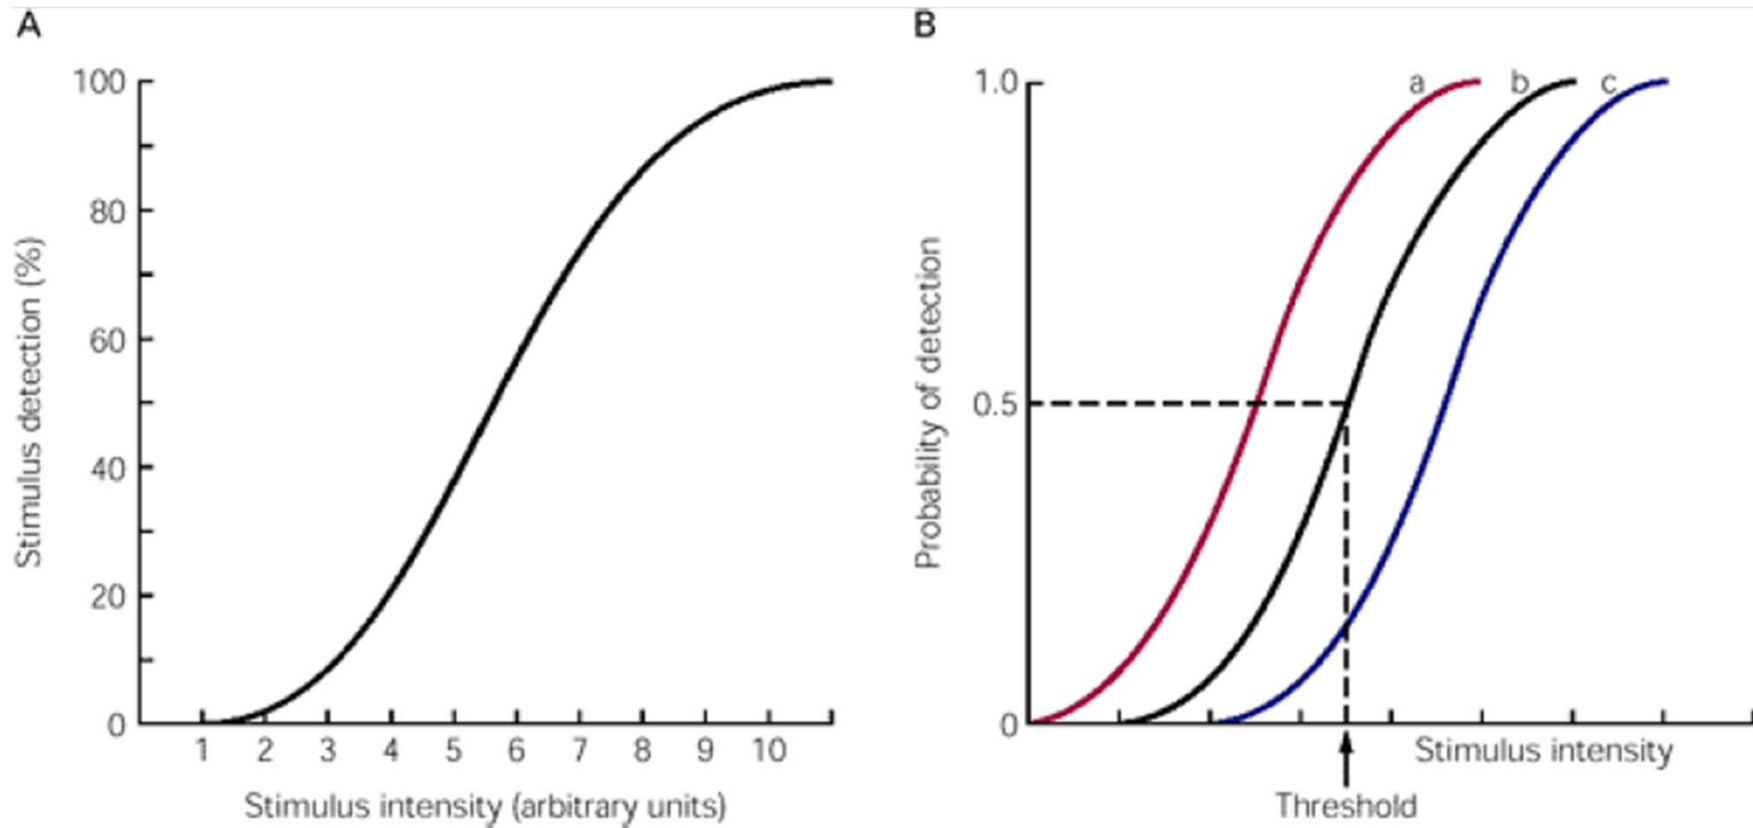 A
Stimulus detection (%)
100
80
60
40
20
0
1 2 3 4 5 6 7 8 9 10
Stimulus intensity (arbitrary units)
B
Probability of detection
1.0
0.5
0
a b c
Stimulus intensity
Threshold